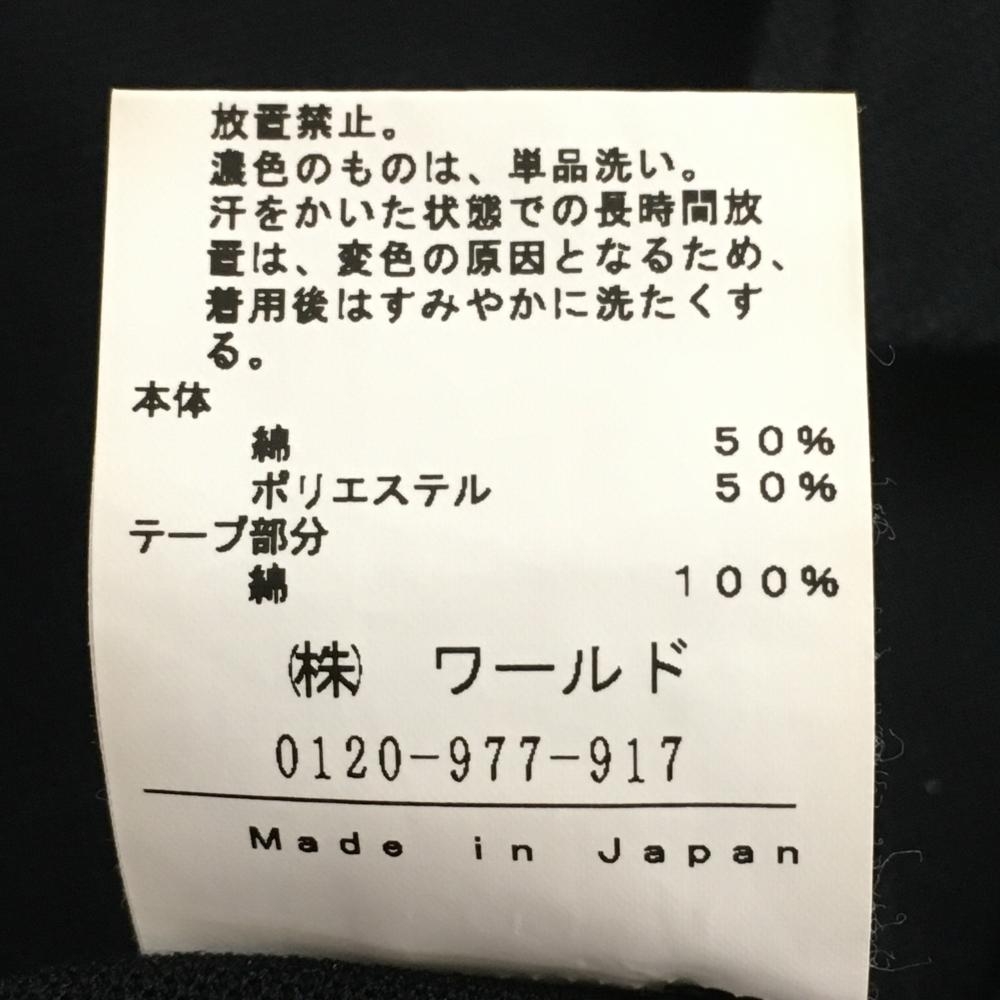 放置禁止。
濃色のものは、単品洗い。
汗をかいた状態での長時間放
置は、変色の原因となるため、
着用後はすみやかに洗たくす
る。
本体
綿 50%
ポリエステル 50%
テープ部分
綿 100%
㈱ ワールド
0120-977-917
Made in Japan